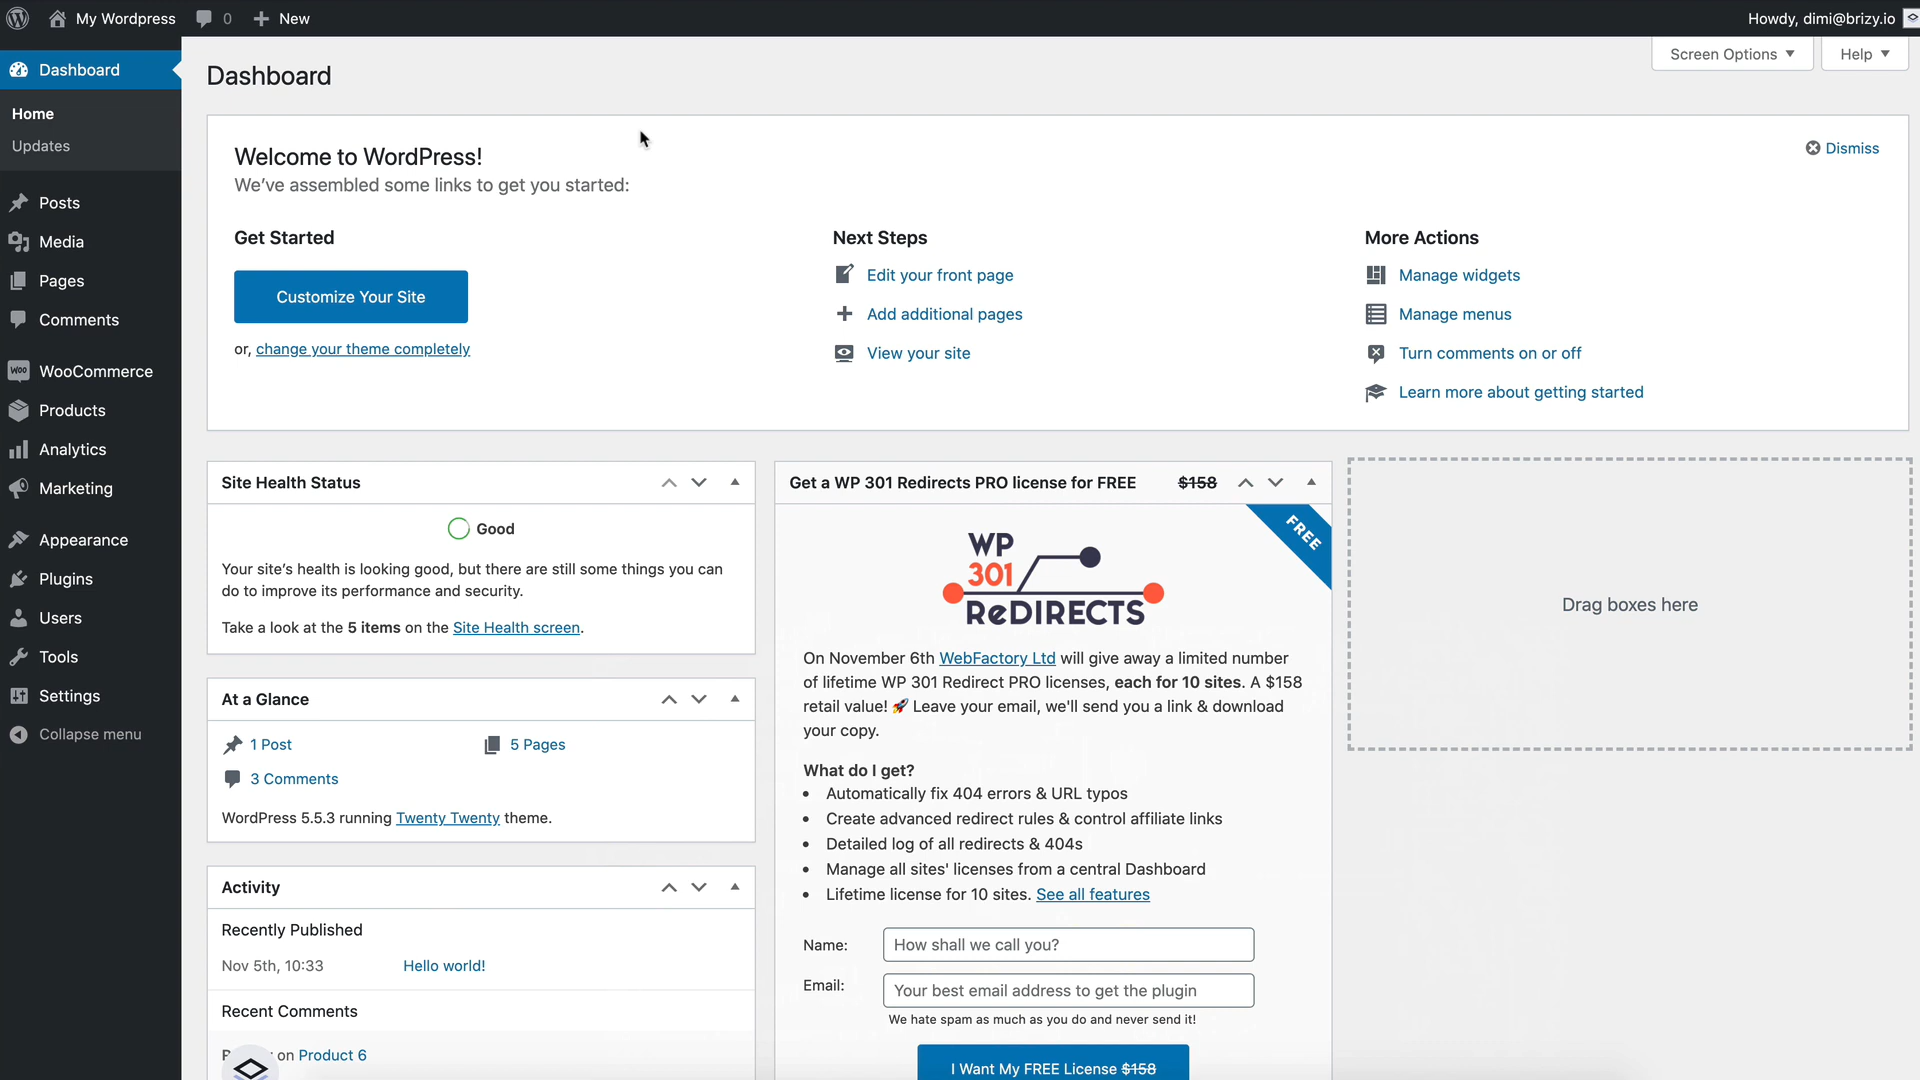 My Wordpress
0
New
Howdy, dimi@brizy.io
Dashboard
Home
Updates
Posts
Media
Pages
Comments
WooCommerce
Products
Analytics
Marketing
Appearance
Plugins
Users
Tools
Settings
Collapse menu
Dashboard
Screen Options
Help
Welcome to WordPress!
We've assembled some links to get you started:
Dismiss
Get Started
Customize Your Site
or, change your theme completely
Next Steps
Edit your front page
Add additional pages
View your site
More Actions
Manage widgets
Manage menus
Turn comments on or off
Learn more about getting started
Site Health Status
Good
Your site's health is looking good, but there are still some things you can
do to improve its performance and security.
Take a look at the 5 items on the Site Health screen.
At a Glance
1 Post
5 Pages
3 Comments
WordPress 5.5.3 running Twenty Twenty theme.
Activity
Recently Published
Nov 5th, 10:33
Hello world!
Recent Comments
on Product 6
Get a WP 301 Redirects PRO license for FREE $158
FREE
WP
301
ReDIRECTS
On November 6th WebFactory Ltd will give away a limited number
of lifetime WP 301 Redirect PRO licenses, each for 10 sites. A $158
retail value! 🚀 Leave your email, we'll send you a link & download
your copy.
What do I get?
• Automatically fix 404 errors & URL typos
• Create advanced redirect rules & control affiliate links
• Detailed log of all redirects & 404s
• Manage all sites' licenses from a central Dashboard
• Lifetime license for 10 sites. See all features
Name:
How shall we call you?
Email:
Your best email address to get the plugin
We hate spam as much as you do and never send it!
I Want My FREE License $158
Drag boxes here